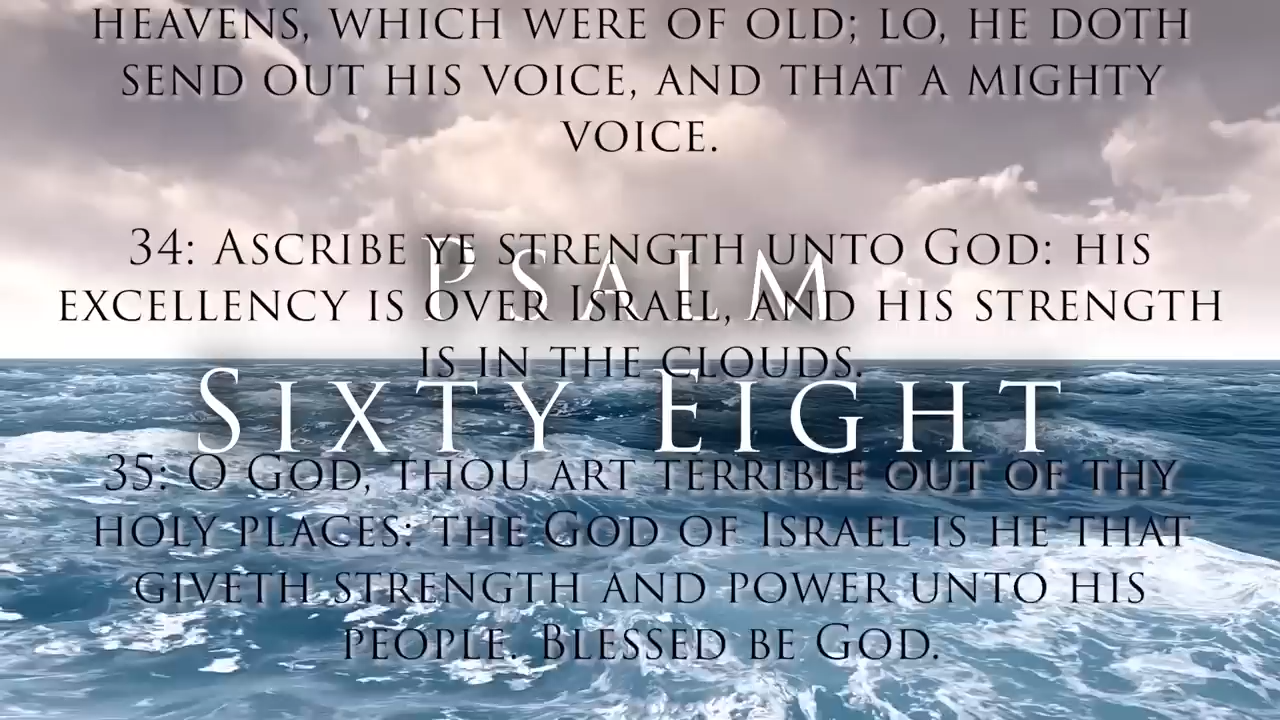 HEAVENS, WHICH WERE OF OLD; LO, HE DOTH
SEND OUT HIS VOICE, AND THAT A MIGHTY
VOICE.
34: ASCRIBE YE STRENGTH UNTO GOD: HIS
PSALM
EXCELLENCY IS OVER ISRAEL, AND HIS STRENGTH
IS IN THE CLOUDS.
SIXTY EIGHT
35: O GOD, THOU ART TERRIBLE OUT OF THY
HOLY PLACES: THE GOD OF ISRAEL IS HE THAT
GIVETH STRENGTH AND POWER UNTO HIS
PEOPLE. BLESSED BE GOD.